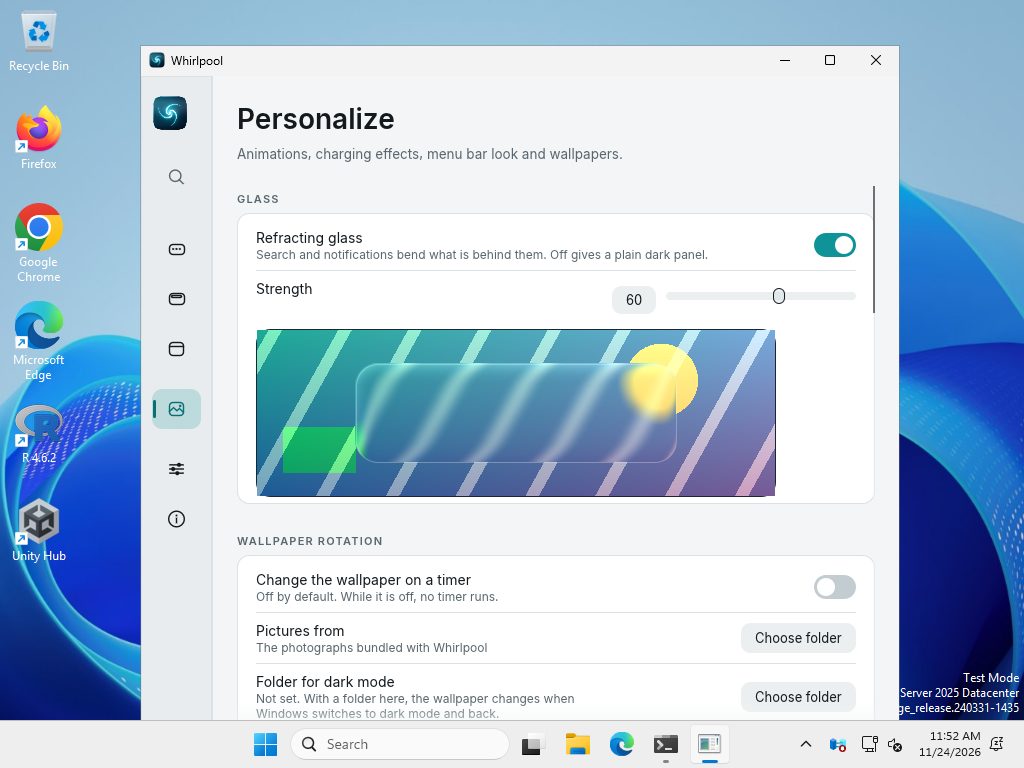 Recycle Bin
Firefox
Google
Chrome
Microsoft
Edge
R 4.6.2
Unity Hub
Whirlpool
Personalize
Animations, charging effects, menu bar look and wallpapers.
GLASS
Refracting glass
Search and notifications bend what is behind them. Off gives a plain dark panel.
Strength
60
WALLPAPER ROTATION
Change the wallpaper on a timer
Off by default. While it is off, no timer runs.
Pictures from
The photographs bundled with Whirlpool
Choose folder
Folder for dark mode
Not set. With a folder here, the wallpaper changes when
Windows switches to dark mode and back.
Choose folder
Test Mode
Server 2025 Datacenter
ge_release.240331-1435
Search
11:52 AM
11/24/2026